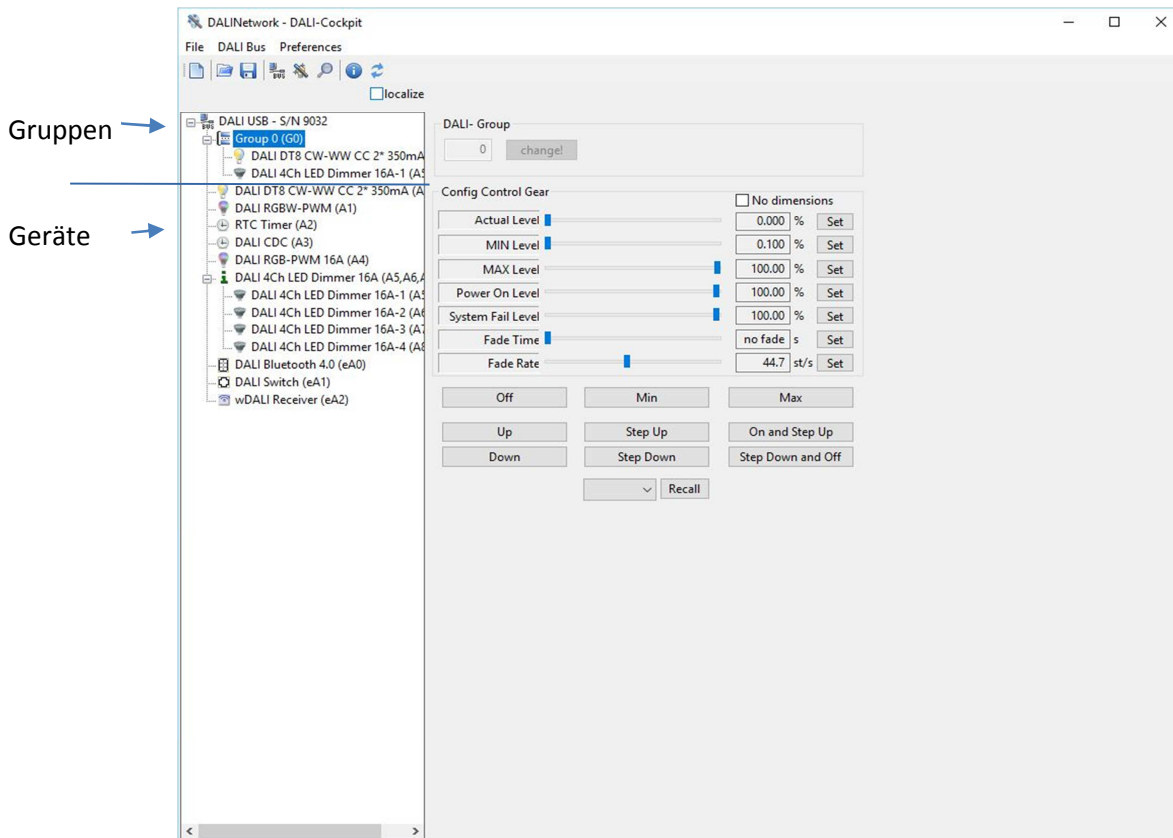 DALINetwork - DALI-Cockpit
File DALI Bus Preferences
localize
Gruppen
Geräte
DALI USB - S/N 9032
Group 0 (G0)
DALI DT8 CW-WW CC 2* 350mA
DALI 4Ch LED Dimmer 16A-1 (A5
DALI DT8 CW-WW CC 2* 350mA (A
DALI RGBW-PWM (A1)
RTC Timer (A2)
DALI CDC (A3)
DALI RGB-PWM 16A (A4)
DALI 4Ch LED Dimmer 16A (A5,A6,A
DALI 4Ch LED Dimmer 16A-1 (A5
DALI 4Ch LED Dimmer 16A-2 (A6
DALI 4Ch LED Dimmer 16A-3 (A7
DALI 4Ch LED Dimmer 16A-4 (A8
DALI Bluetooth 4.0 (eA0)
DALI Switch (eA1)
wDALI Receiver (eA2)
DALI- Group
0 change!
Config Control Gear
No dimensions
Actual Level 0.000 % Set
MIN Level 0.100 % Set
MAX Level 100.00 % Set
Power On Level 100.00 % Set
System Fail Level 100.00 % Set
Fade Time no fade s Set
Fade Rate 44.7 st/s Set
Off Min Max
Up Step Up On and Step Up
Down Step Down Step Down and Off
Recall